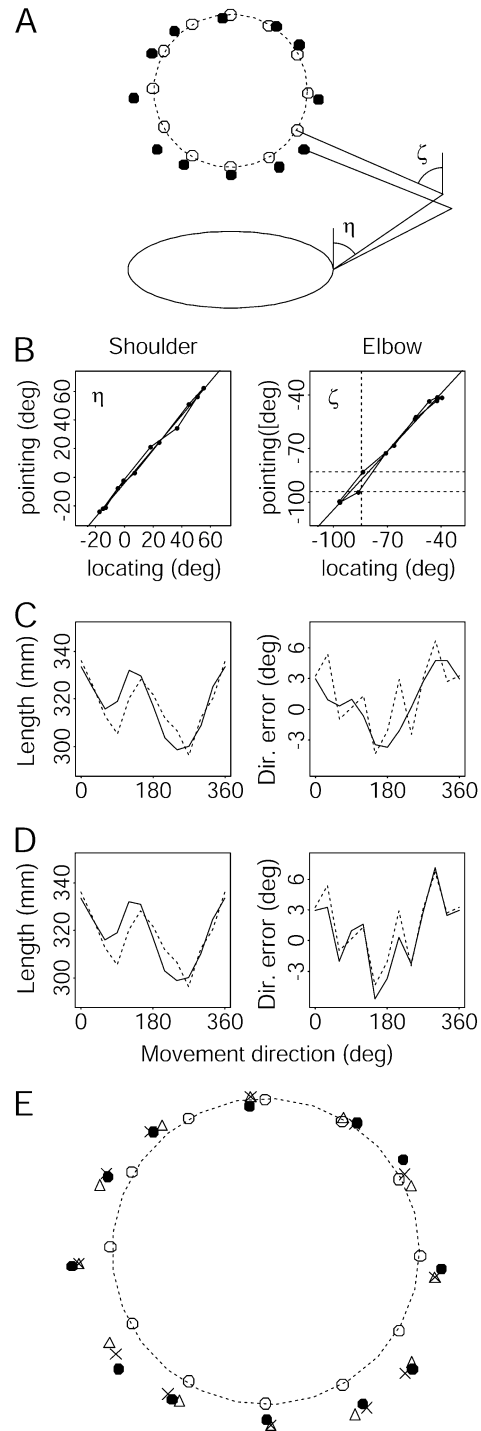 A
ζ
η
B
Shoulder
Elbow
pointing (deg)
-20 0 20 40 60
η
-20 0 20 40 60
locating (deg)
pointing([deg)
-100 -70 -40
ζ
-100 -70 -40
locating (deg)
C
Length (mm)
300 320 340
0 180 360
Dir. error (deg)
-3 0 3 6
0 180 360
D
Length (mm)
300 320 340
0 180 360
Dir. error (deg)
-3 0 3 6
0 180 360
Movement direction (deg)
E